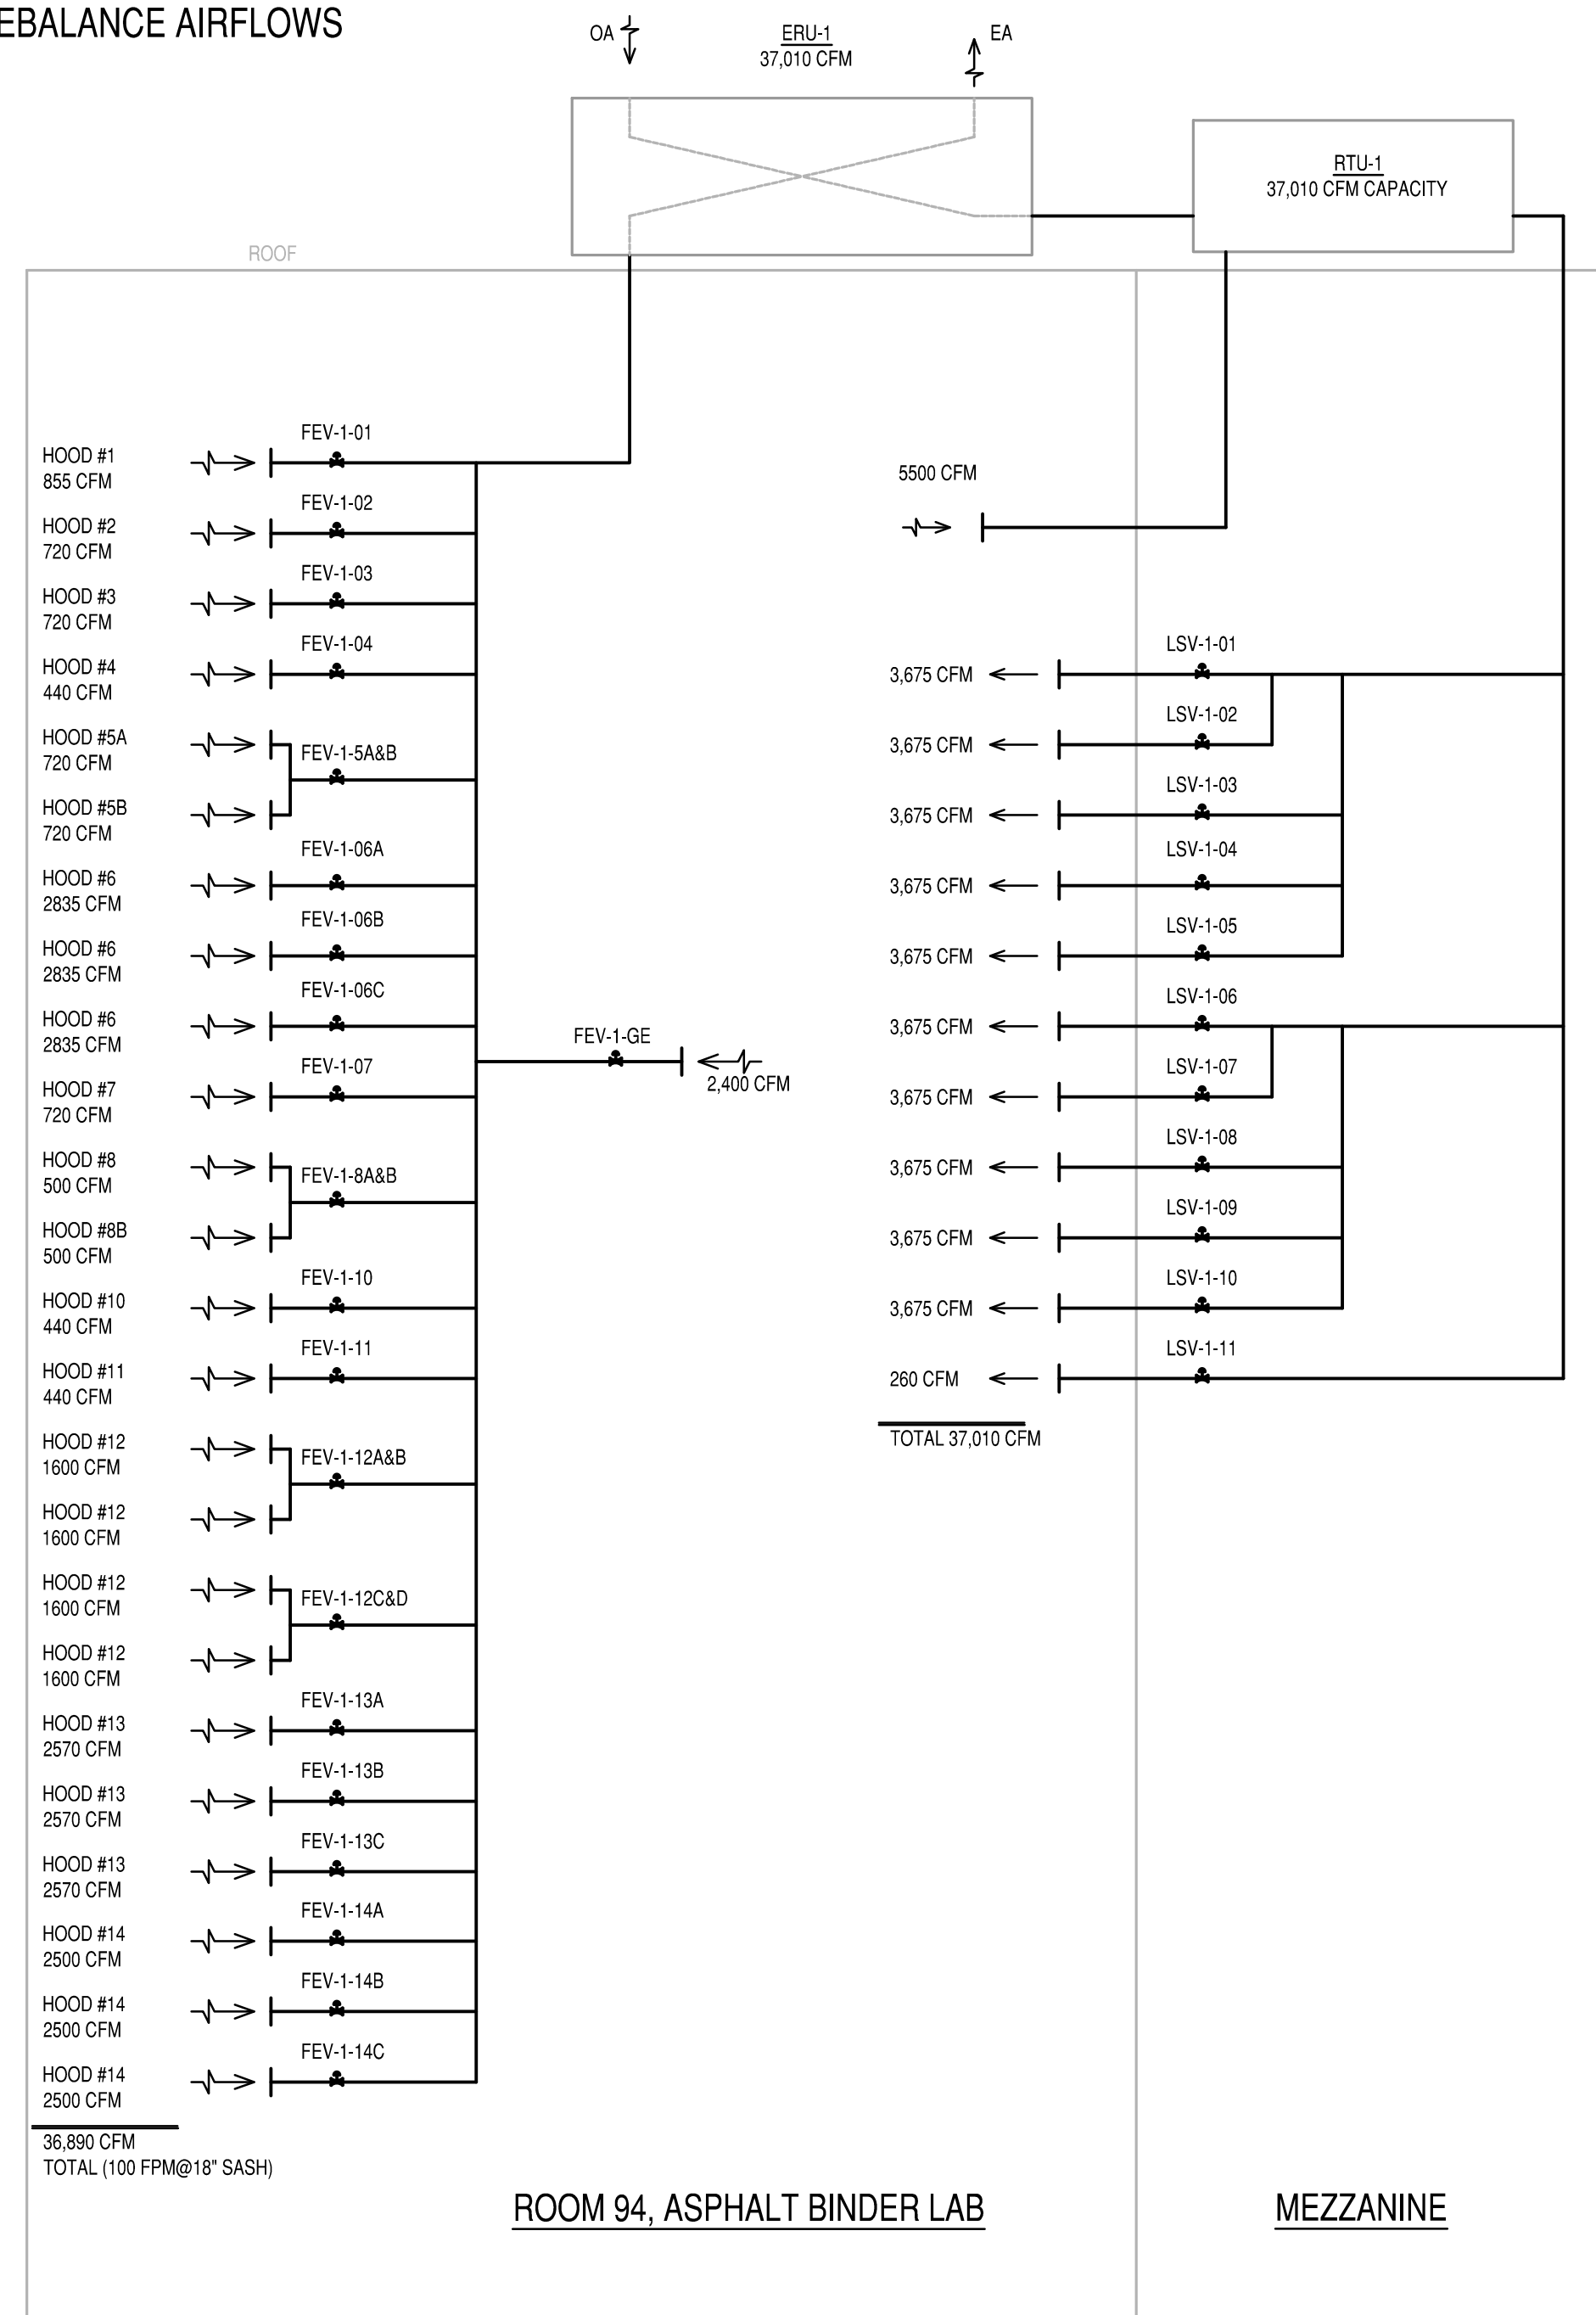 EBALANCE AIRFLOWS
OA
ERU-1
37,010 CFM
EA
RTU-1
37,010 CFM CAPACITY
ROOF
HOOD #1
855 CFM
FEV-1-01
HOOD #2
720 CFM
FEV-1-02
HOOD #3
720 CFM
FEV-1-03
HOOD #4
440 CFM
FEV-1-04
HOOD #5A
720 CFM
FEV-1-5A&B
HOOD #5B
720 CFM
HOOD #6
2835 CFM
FEV-1-06A
HOOD #6
2835 CFM
FEV-1-06B
HOOD #6
2835 CFM
FEV-1-06C
HOOD #7
720 CFM
FEV-1-07
HOOD #8
500 CFM
FEV-1-8A&B
HOOD #8B
500 CFM
HOOD #10
440 CFM
FEV-1-10
HOOD #11
440 CFM
FEV-1-11
HOOD #12
1600 CFM
FEV-1-12A&B
HOOD #12
1600 CFM
HOOD #12
1600 CFM
FEV-1-12C&D
HOOD #12
1600 CFM
HOOD #13
2570 CFM
FEV-1-13A
HOOD #13
2570 CFM
FEV-1-13B
HOOD #13
2570 CFM
FEV-1-13C
HOOD #14
2500 CFM
FEV-1-14A
HOOD #14
2500 CFM
FEV-1-14B
HOOD #14
2500 CFM
FEV-1-14C
36,890 CFM
TOTAL (100 FPM@18" SASH)
FEV-1-GE
2,400 CFM
5500 CFM
3,675 CFM
LSV-1-01
3,675 CFM
LSV-1-02
3,675 CFM
LSV-1-03
3,675 CFM
LSV-1-04
3,675 CFM
LSV-1-05
3,675 CFM
LSV-1-06
3,675 CFM
LSV-1-07
3,675 CFM
LSV-1-08
3,675 CFM
LSV-1-09
3,675 CFM
LSV-1-10
260 CFM
LSV-1-11
TOTAL 37,010 CFM
ROOM 94, ASPHALT BINDER LAB
MEZZANINE